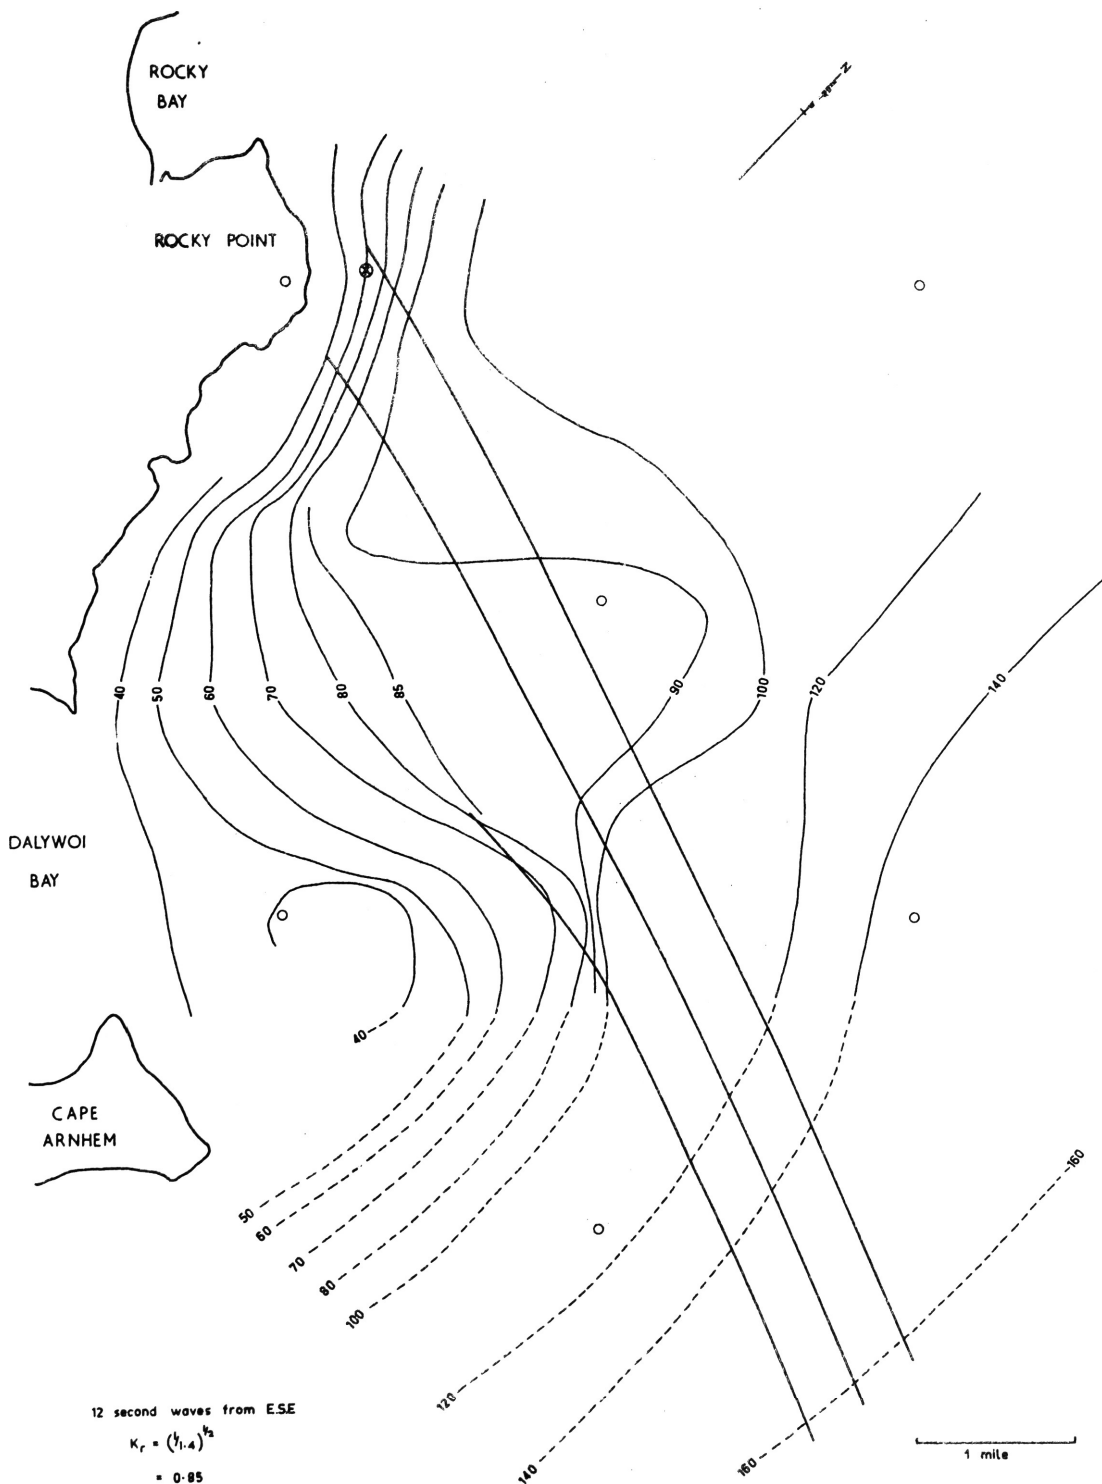 ROCKY
BAY
N
ROCKY POINT
40
50
60
70
80
85
90
100
120
140
DALYWOI
BAY
40
CAPE
ARNHEM
50
60
70
80
100
120
140
160
160
1 mile
12 second waves from E.S.E
Kr = (1/1.4)^1/2
= 0.85